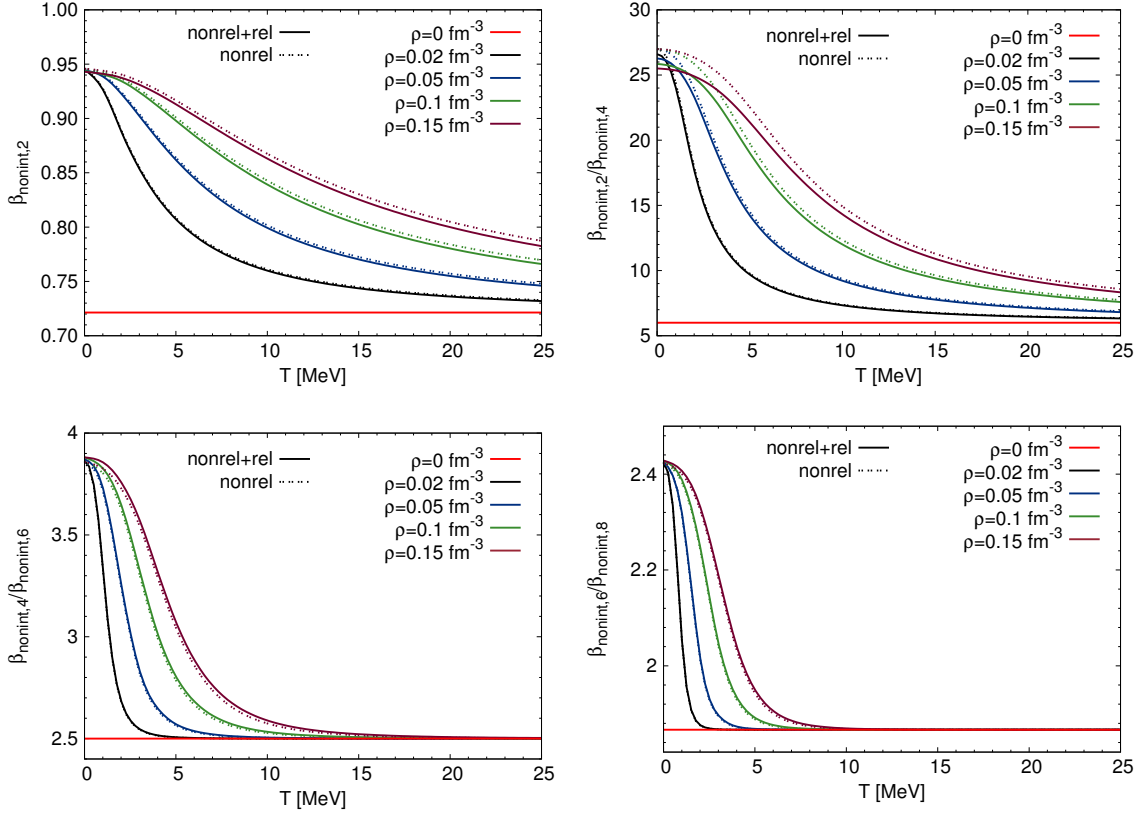 nonrel+rel
nonrel
ρ=0 fm⁻³
ρ=0.02 fm⁻³
ρ=0.05 fm⁻³
ρ=0.1 fm⁻³
ρ=0.15 fm⁻³
0.95
0.90
0.85
0.80
0.75
0.70
β_nonint,2
0 5 10 15 20 25
T [MeV]
nonrel+rel
nonrel
ρ=0 fm⁻³
ρ=0.02 fm⁻³
ρ=0.05 fm⁻³
ρ=0.1 fm⁻³
ρ=0.15 fm⁻³
30
25
20
15
10
5
β_nonint,2/β_nonint,4
0 5 10 15 20 25
T [MeV]
nonrel+rel
nonrel
ρ=0 fm⁻³
ρ=0.02 fm⁻³
ρ=0.05 fm⁻³
ρ=0.1 fm⁻³
ρ=0.15 fm⁻³
4
3.5
3
2.5
β_nonint,4/β_nonint,6
0 5 10 15 20 25
T [MeV]
nonrel+rel
nonrel
ρ=0 fm⁻³
ρ=0.02 fm⁻³
ρ=0.05 fm⁻³
ρ=0.1 fm⁻³
ρ=0.15 fm⁻³
2.4
2.2
2
β_nonint,6/β_nonint,8
0 5 10 15 20 25
T [MeV]